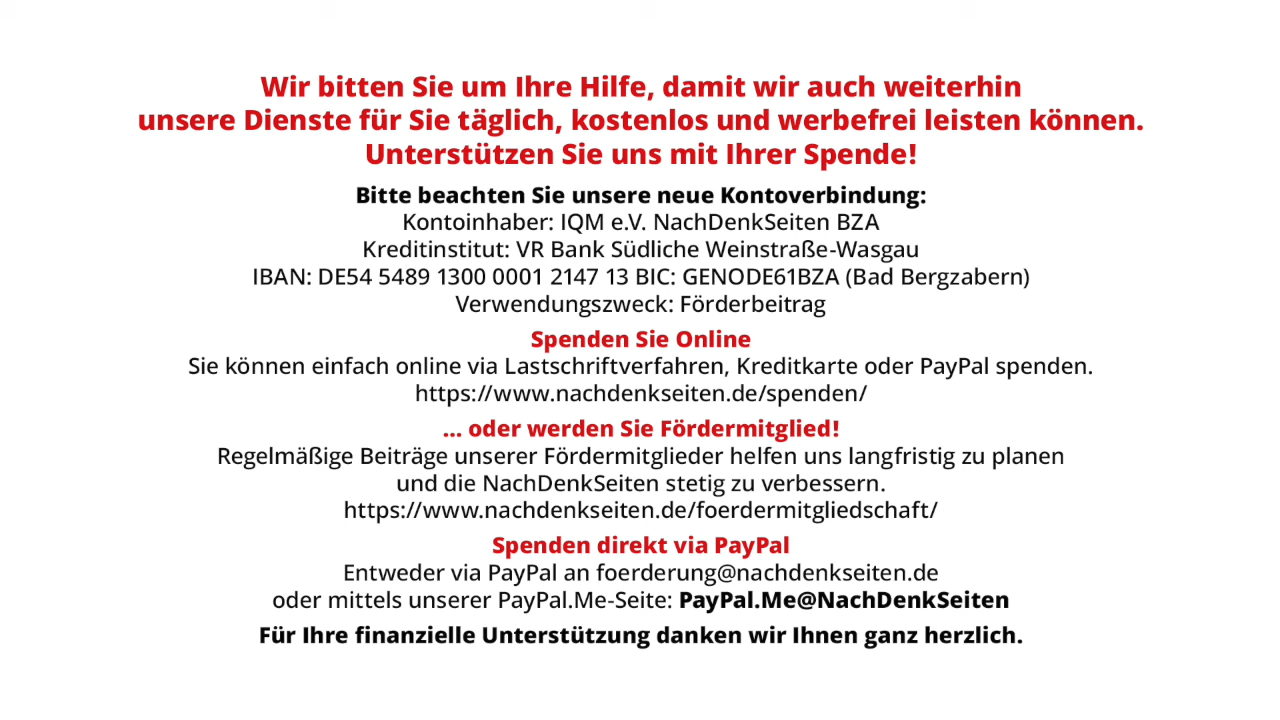 Wir bitten Sie um Ihre Hilfe, damit wir auch weiterhin
unsere Dienste für Sie täglich, kostenlos und werbefrei leisten können.
Unterstützen Sie uns mit Ihrer Spende!
Bitte beachten Sie unsere neue Kontoverbindung:
Kontoinhaber: IQM e.V. NachDenkSeiten BZA
Kreditinstitut: VR Bank Südliche Weinstraße-Wasgau
IBAN: DE54 5489 1300 0001 2147 13 BIC: GENODE61BZA (Bad Bergzabern)
Verwendungszweck: Förderbeitrag
Spenden Sie Online
Sie können einfach online via Lastschriftverfahren, Kreditkarte oder PayPal spenden.
https://www.nachdenkseiten.de/spenden/
... oder werden Sie Fördermitglied!
Regelmäßige Beiträge unserer Fördermitglieder helfen uns langfristig zu planen
und die NachDenkSeiten stetig zu verbessern.
https://www.nachdenkseiten.de/foerdermitgliedschaft/
Spenden direkt via PayPal
Entweder via PayPal an foerderung@nachdenkseiten.de
oder mittels unserer PayPal.Me-Seite: PayPal.Me@NachDenkSeiten
Für Ihre finanzielle Unterstützung danken wir Ihnen ganz herzlich.